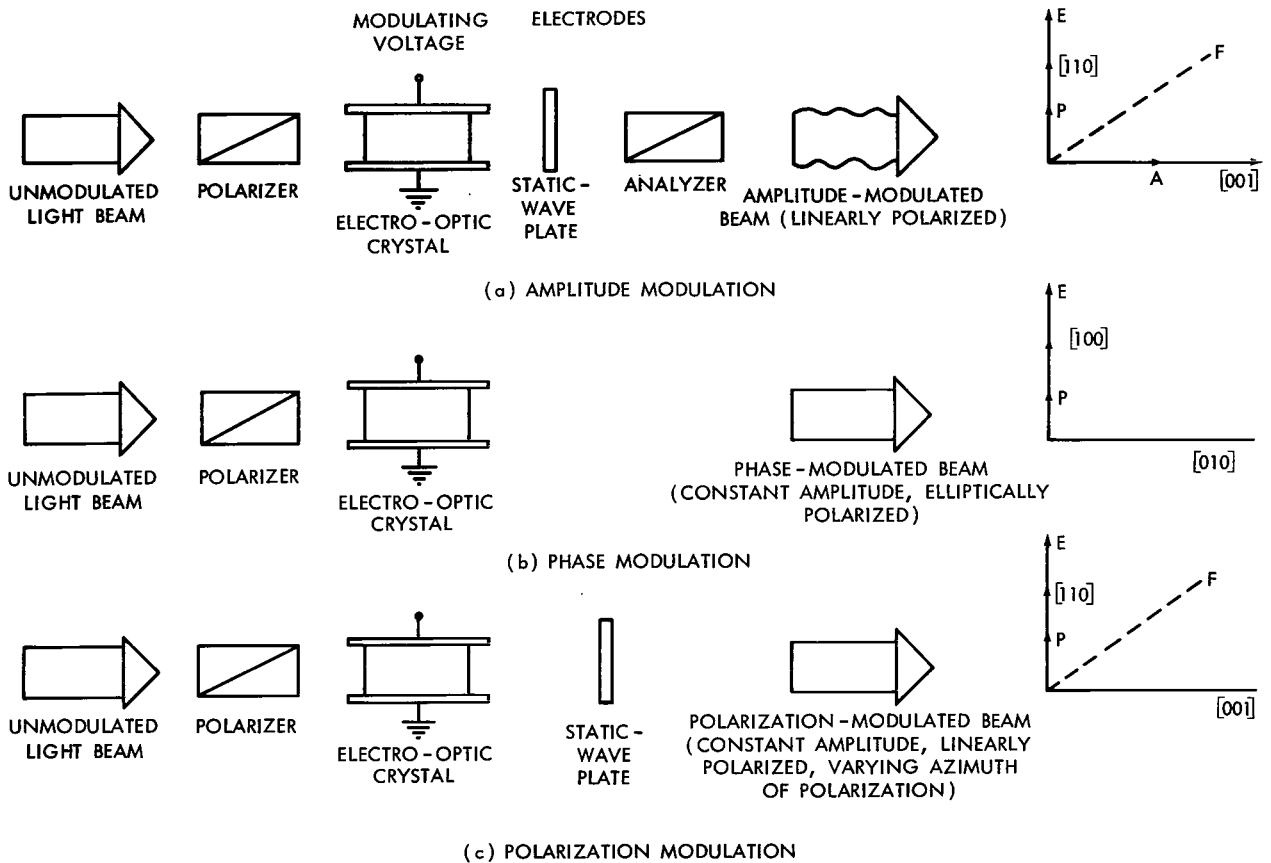 MODULATING VOLTAGE
ELECTRODES
E
[110]
F
P
A
[001]
UNMODULATED
LIGHT BEAM
POLARIZER
ELECTRO-OPTIC
CRYSTAL
STATIC-
WAVE
PLATE
ANALYZER
AMPLITUDE-MODULATED
BEAM (LINEARLY POLARIZED)
(a) AMPLITUDE MODULATION
E
[100]
P
[010]
UNMODULATED
LIGHT BEAM
POLARIZER
ELECTRO-OPTIC
CRYSTAL
PHASE-MODULATED BEAM
(CONSTANT AMPLITUDE, ELLIPTICALLY
POLARIZED)
(b) PHASE MODULATION
E
[110]
F
P
[001]
UNMODULATED
LIGHT BEAM
POLARIZER
ELECTRO-OPTIC
CRYSTAL
STATIC-
WAVE
PLATE
POLARIZATION-MODULATED BEAM
(CONSTANT AMPLITUDE, LINEARLY
POLARIZED, VARYING AZIMUTH
OF POLARIZATION)
(c) POLARIZATION MODULATION